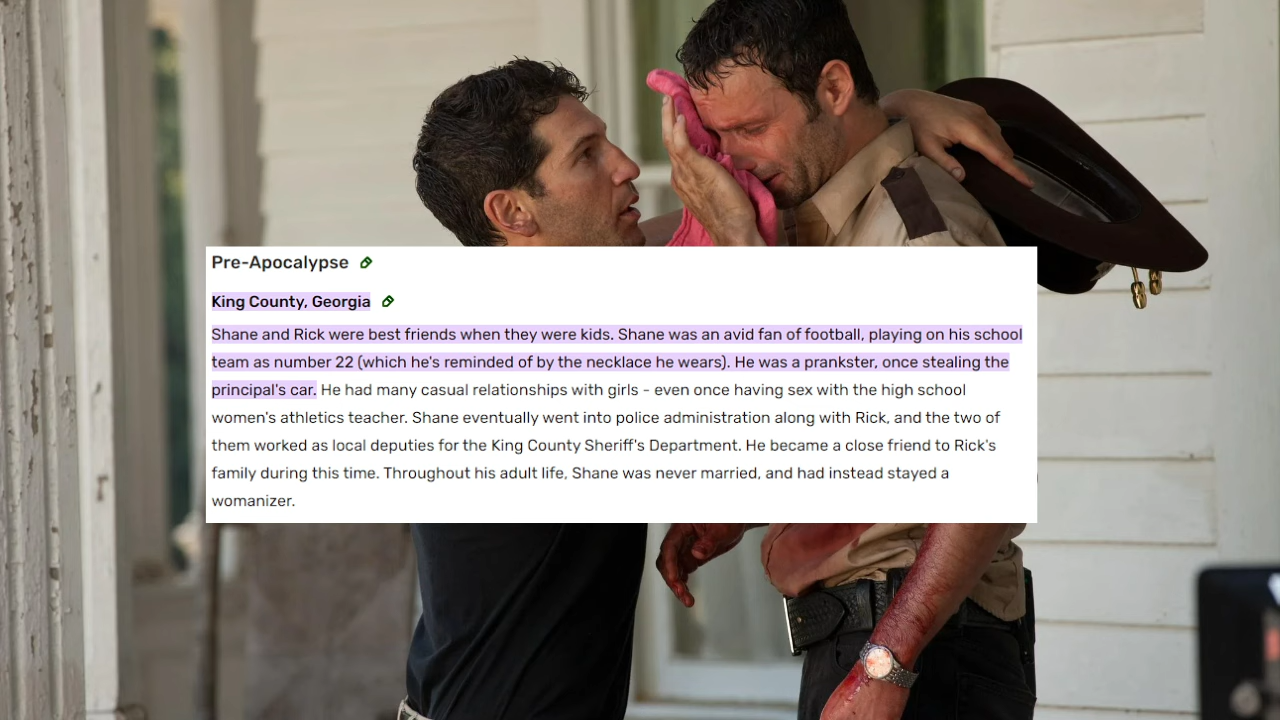 Pre-Apocalypse
King County, Georgia
Shane and Rick were best friends when they were kids. Shane was an avid fan of football, playing on his school
team as number 22 (which he's reminded of by the necklace he wears). He was a prankster, once stealing the
principal's car. He had many casual relationships with girls - even once having sex with the high school
women's athletics teacher. Shane eventually went into police administration along with Rick, and the two of
them worked as local deputies for the King County Sheriff's Department. He became a close friend to Rick's
family during this time. Throughout his adult life, Shane was never married, and had instead stayed a
womanizer.